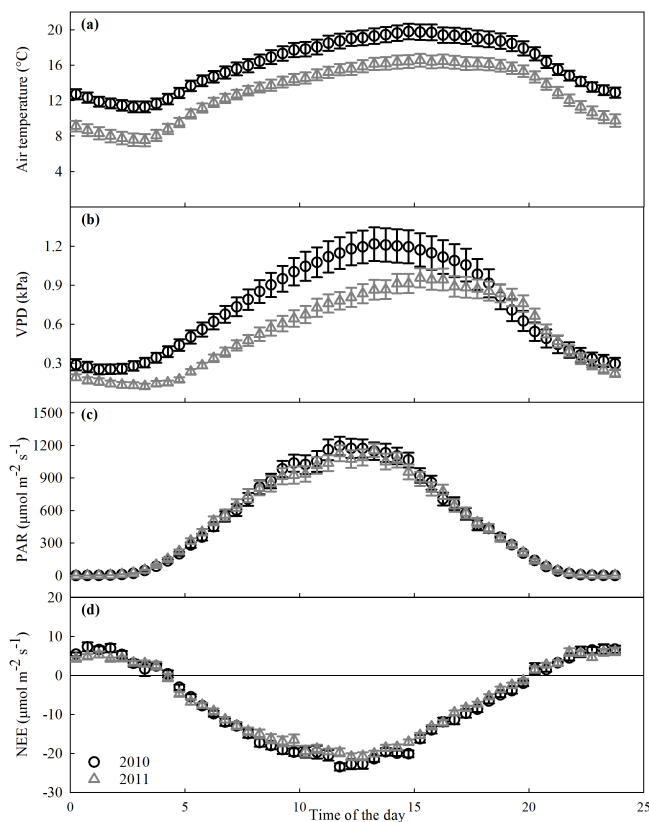 (a)
20
16
12
8
4
Air temperature (°C)
(b)
1.2
0.9
0.6
0.3
VPD (kPa)
(c)
1500
1200
900
600
300
0
PAR (µmol m⁻² s⁻¹)
(d)
20
10
0
-10
-20
-30
NEE (µmol m⁻² s⁻¹)
2010
2011
0 5 10 15 20 25
Time of the day